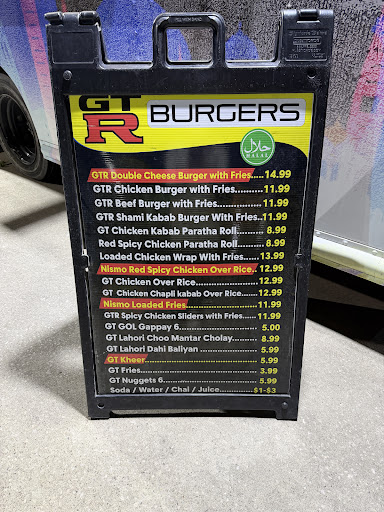 GT
R BURGERS
حلال
HALAL
GTR Double Cheese Burger with Fries.....14.99
GTR Chicken Burger with Fries..........11.99
GTR Beef Burger with Fries...............11.99
GTR Shami Kabab Burger With Fries..11.99
GT Chicken Kabab Paratha Roll........ 8.99
Red Spicy Chicken Paratha Roll........ 8.99
Loaded Chicken Wrap With Fries......13.99
Nismo Red Spicy Chicken Over Rice,. 12.99
GT Chicken Over Rice.....................12.99
GT Chicken Chapli kabab Over Rice......12.99
Nismo Loaded Fries.......................11.99
GTR Spicy Chicken Sliders with Fries......11.99
GT GOL Gappay 6........................ 5.00
GT Lahori Choo Mantar Cholay..........8.99
GT Lahori Dahi Baliyan ................... 5.99
GT Kheer...................................... 5.99
GT Fries....................................... 3.99
GT Nuggets 6............................... 5.99
Soda / Water / Chai / Juice.............$1-$3